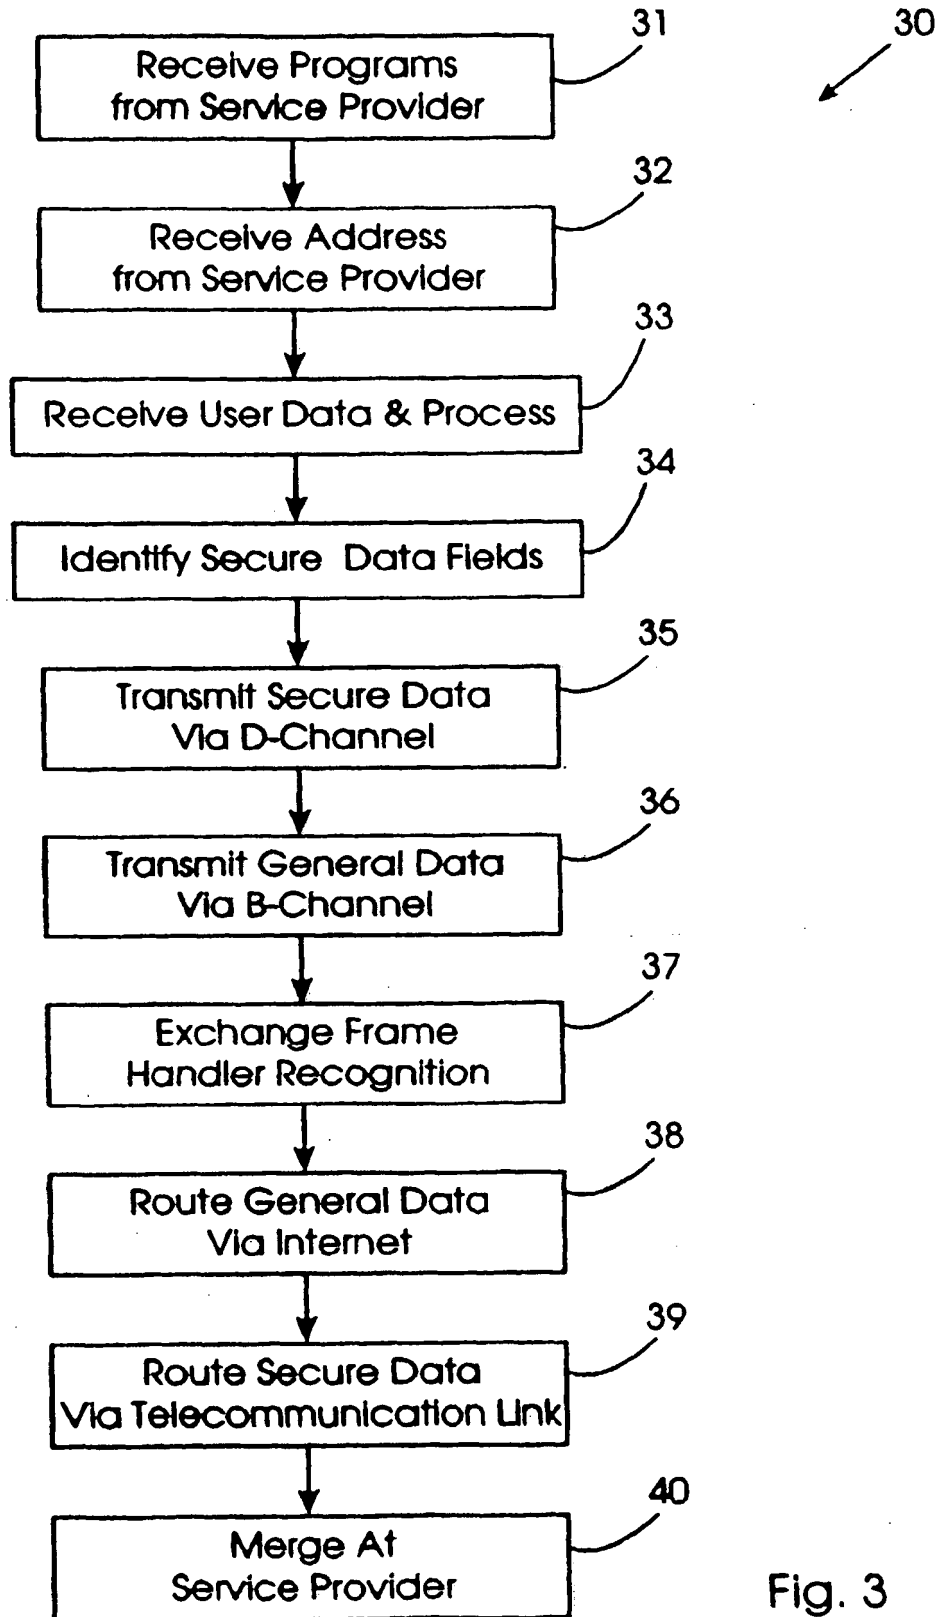 31
30
Receive Programs
from Service Provider
32
Receive Address
from Service Provider
33
Receive User Data & Process
34
Identify Secure Data Fields
35
Transmit Secure Data
Via D-Channel
36
Transmit General Data
Via B-Channel
37
Exchange Frame
Handler Recognition
38
Route General Data
Via Internet
39
Route Secure Data
Via Telecommunication Link
40
Merge At
Service Provider
Fig. 3